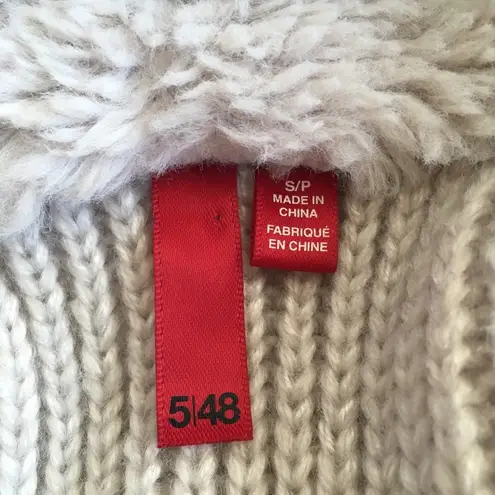 S/P
MADE IN
CHINA
FABRIQUÉ
EN CHINE
5|48